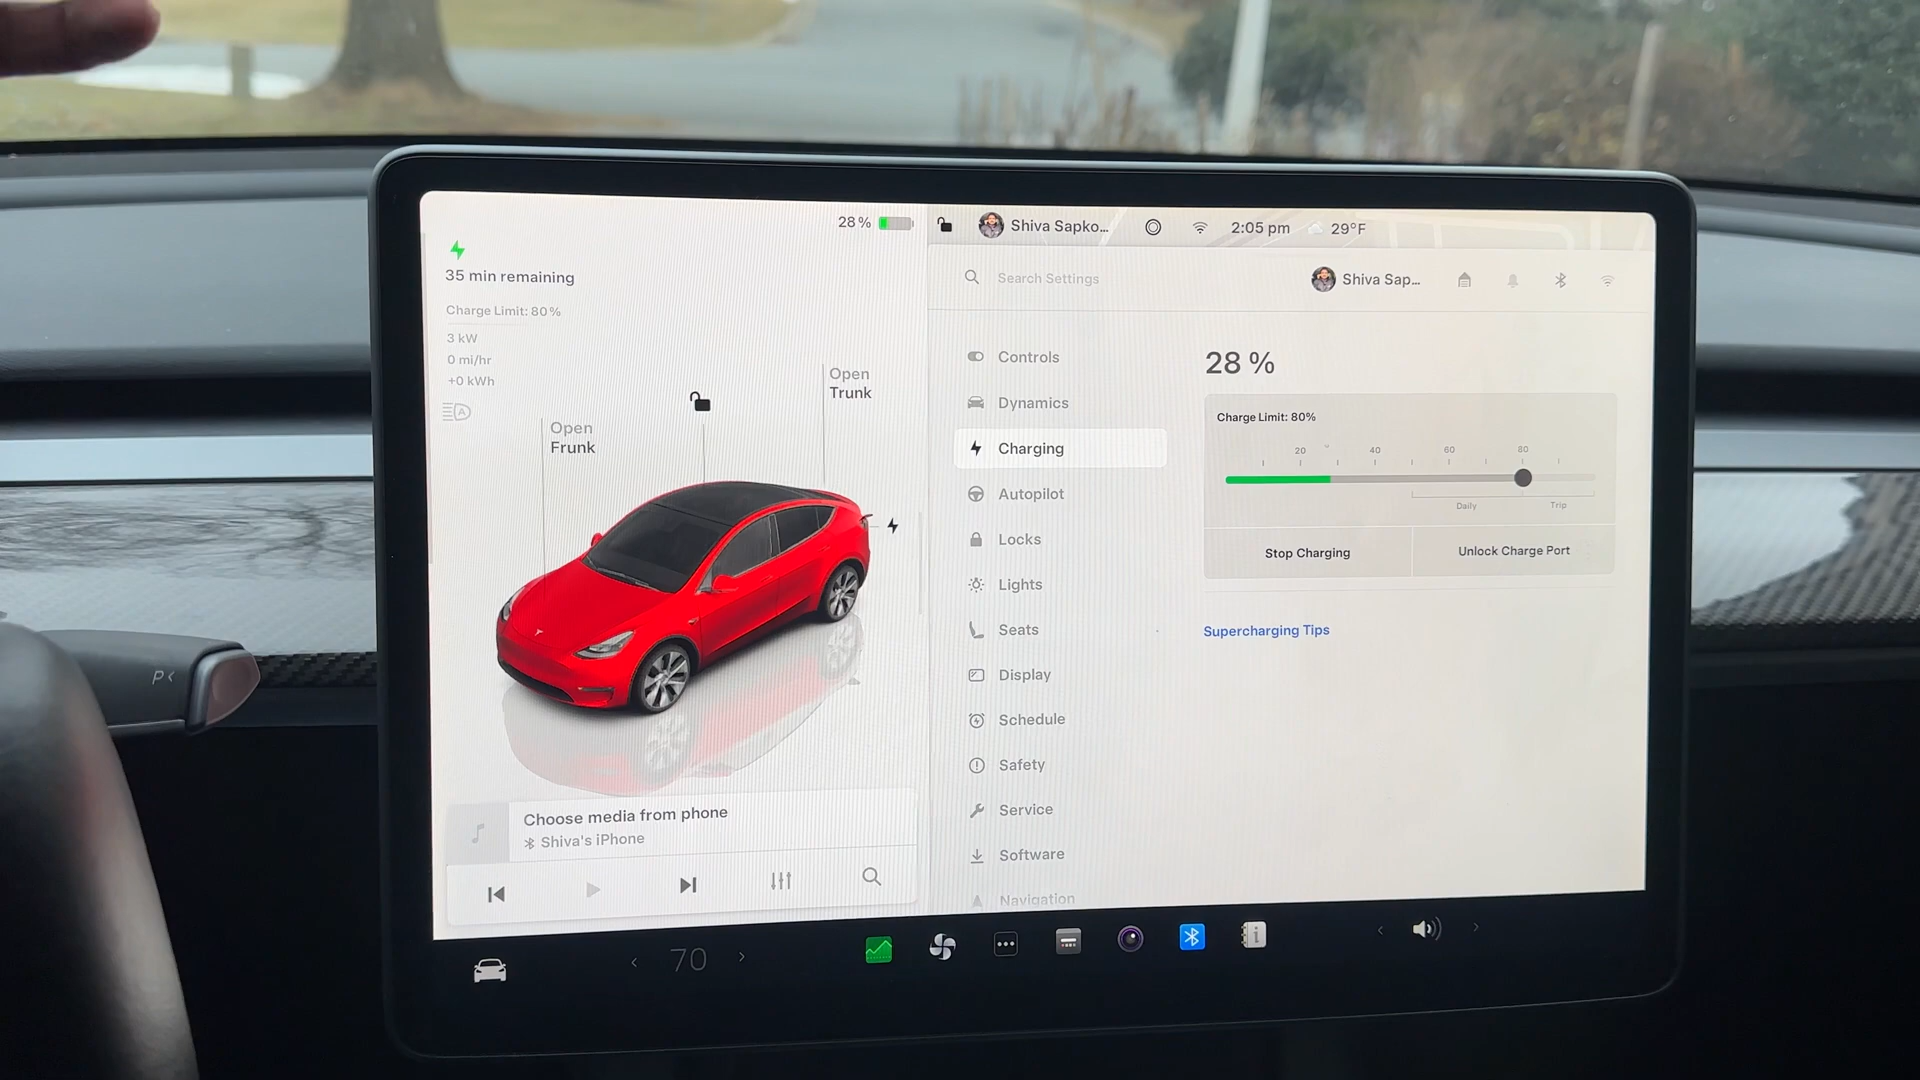 28%
Shiva Sapko...
2:05 pm
29°F
35 min remaining
Charge Limit: 80%
3 kW
0 mi/hr
+0 kWh
A
Open
Frunk
Open
Trunk
Choose media from phone
Shiva's iPhone
Search Settings
Shiva Sap...
Controls
Dynamics
Charging
Autopilot
Locks
Lights
Seats
Display
Schedule
Safety
Service
Software
Navigation
28 %
Charge Limit: 80%
20 40 60 80
Daily Trip
Stop Charging
Unlock Charge Port
Supercharging Tips
P<
< 70 >
< >